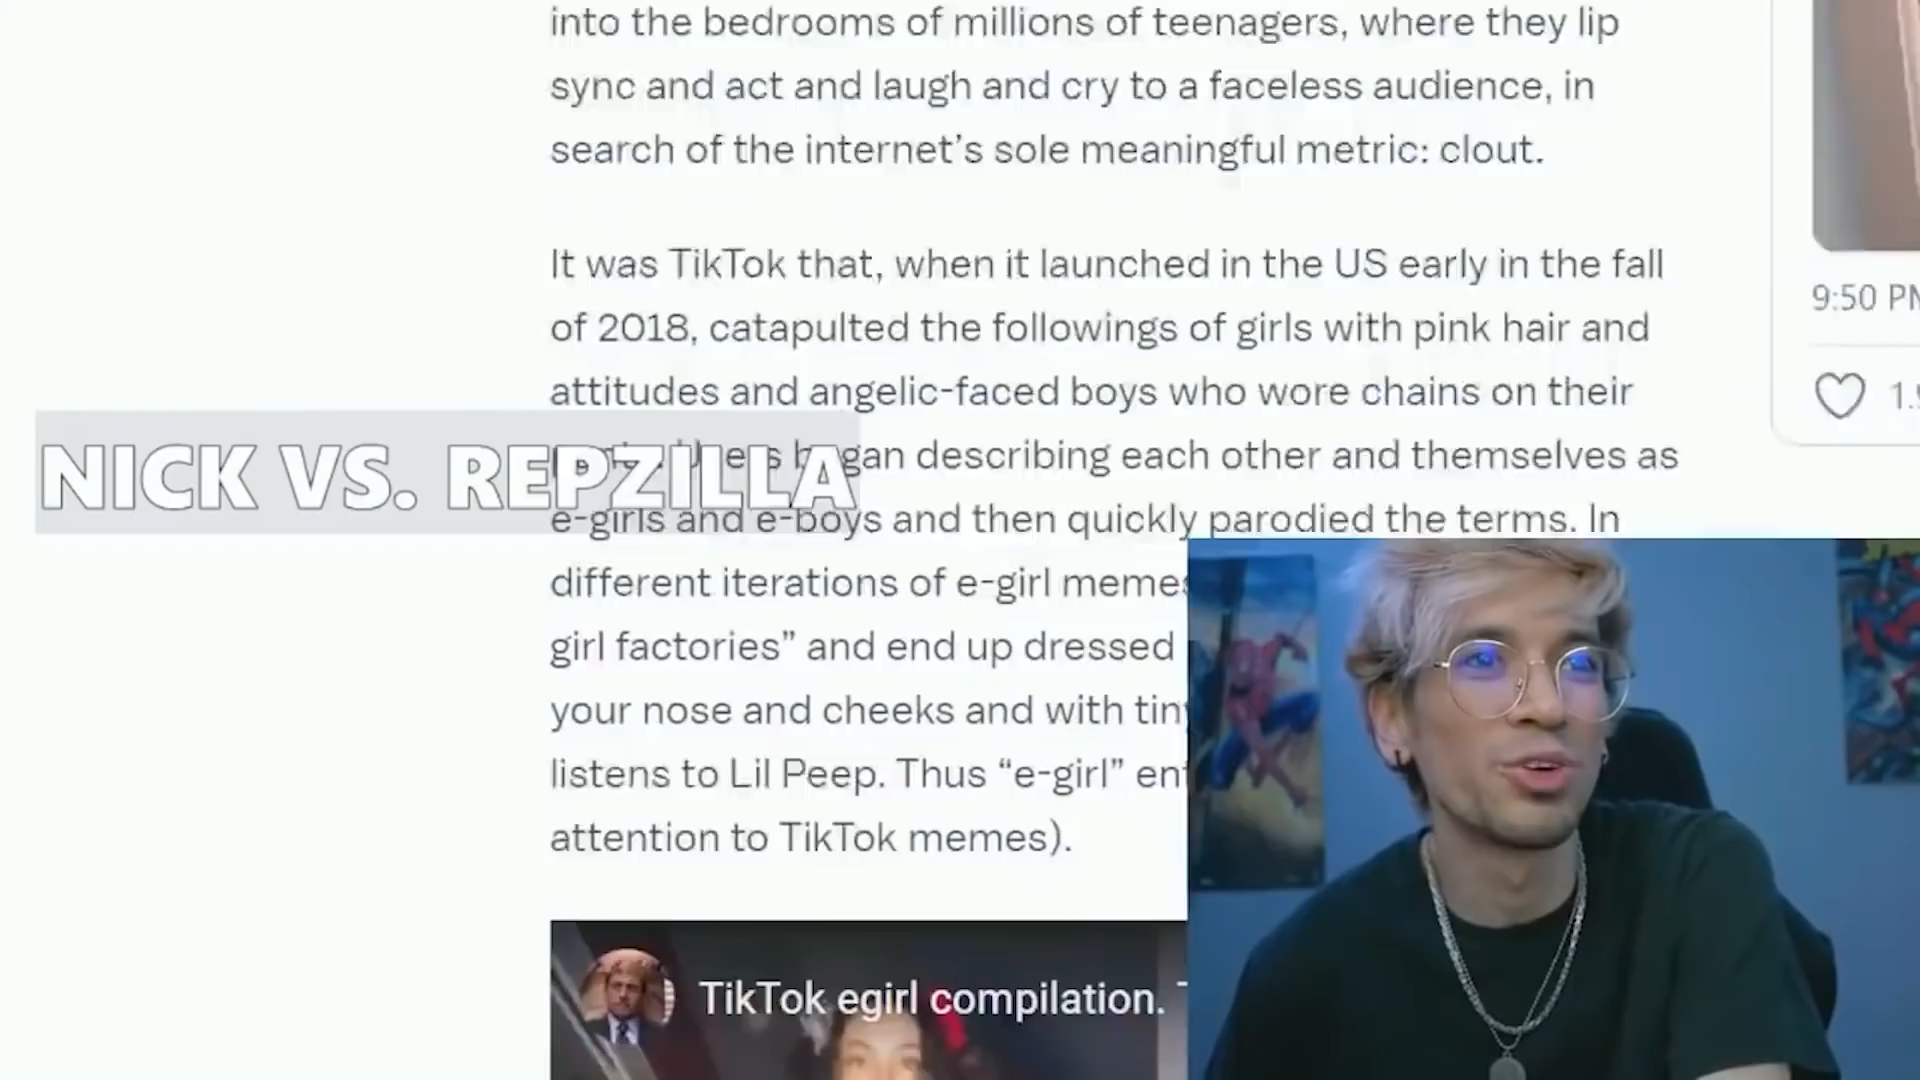 into the bedrooms of millions of teenagers, where they lip
sync and act and laugh and cry to a faceless audience, in
search of the internet’s sole meaningful metric: clout.
It was TikTok that, when it launched in the US early in the fall
of 2018, catapulted the followings of girls with pink hair and
attitudes and angelic-faced boys who wore chains on their
began describing each other and themselves as
e-girls and e-boys and then quickly parodied the terms. In
different iterations of e-girl memes
girl factories” and end up dressed
your nose and cheeks and with tiny
listens to Lil Peep. Thus “e-girl”
attention to TikTok memes).
NICK VS. REPZILLA
TikTok egirl compilation.
9:50 PM